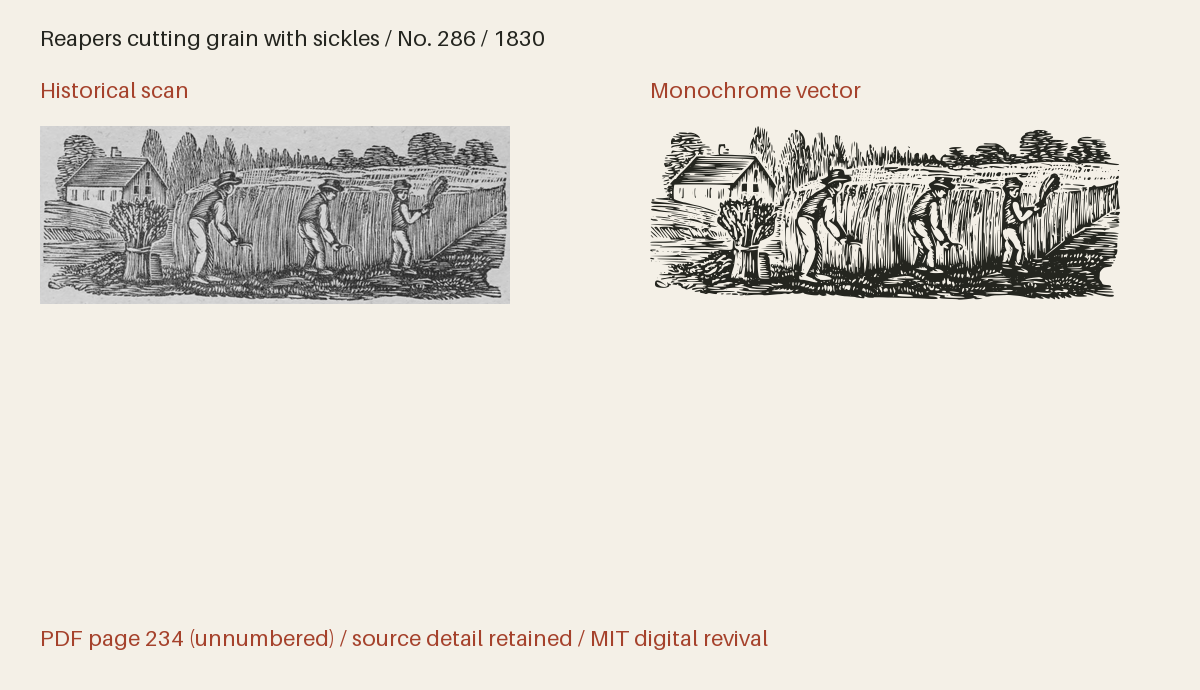 Reapers cutting grain with sickles / No. 286 / 1830
Historical scan
Monochrome vector
PDF page 234 (unnumbered) / source detail retained / MIT digital revival